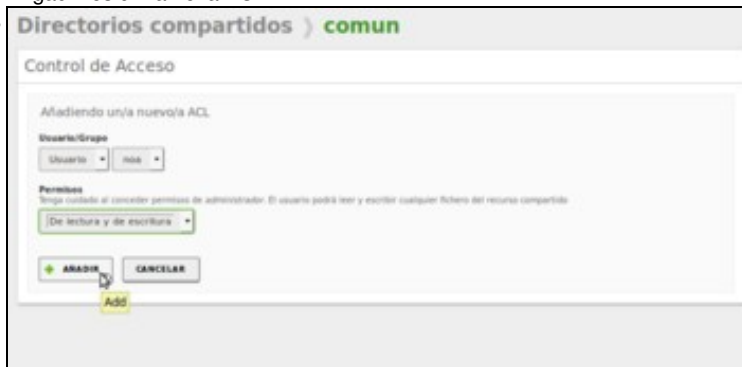 Directorios compartidos ⟩ comun
Control de Acceso
Añadiendo un/a nuevo/a ACL
Usuario/Grupo
Usuario noa
Permisos
Tenga cuidado al conceder permisos de administrador. El usuario podrá leer y escribir cualquier fichero del recurso compartido
De lectura y de escritura
+ AÑADIR CANCELAR
Add